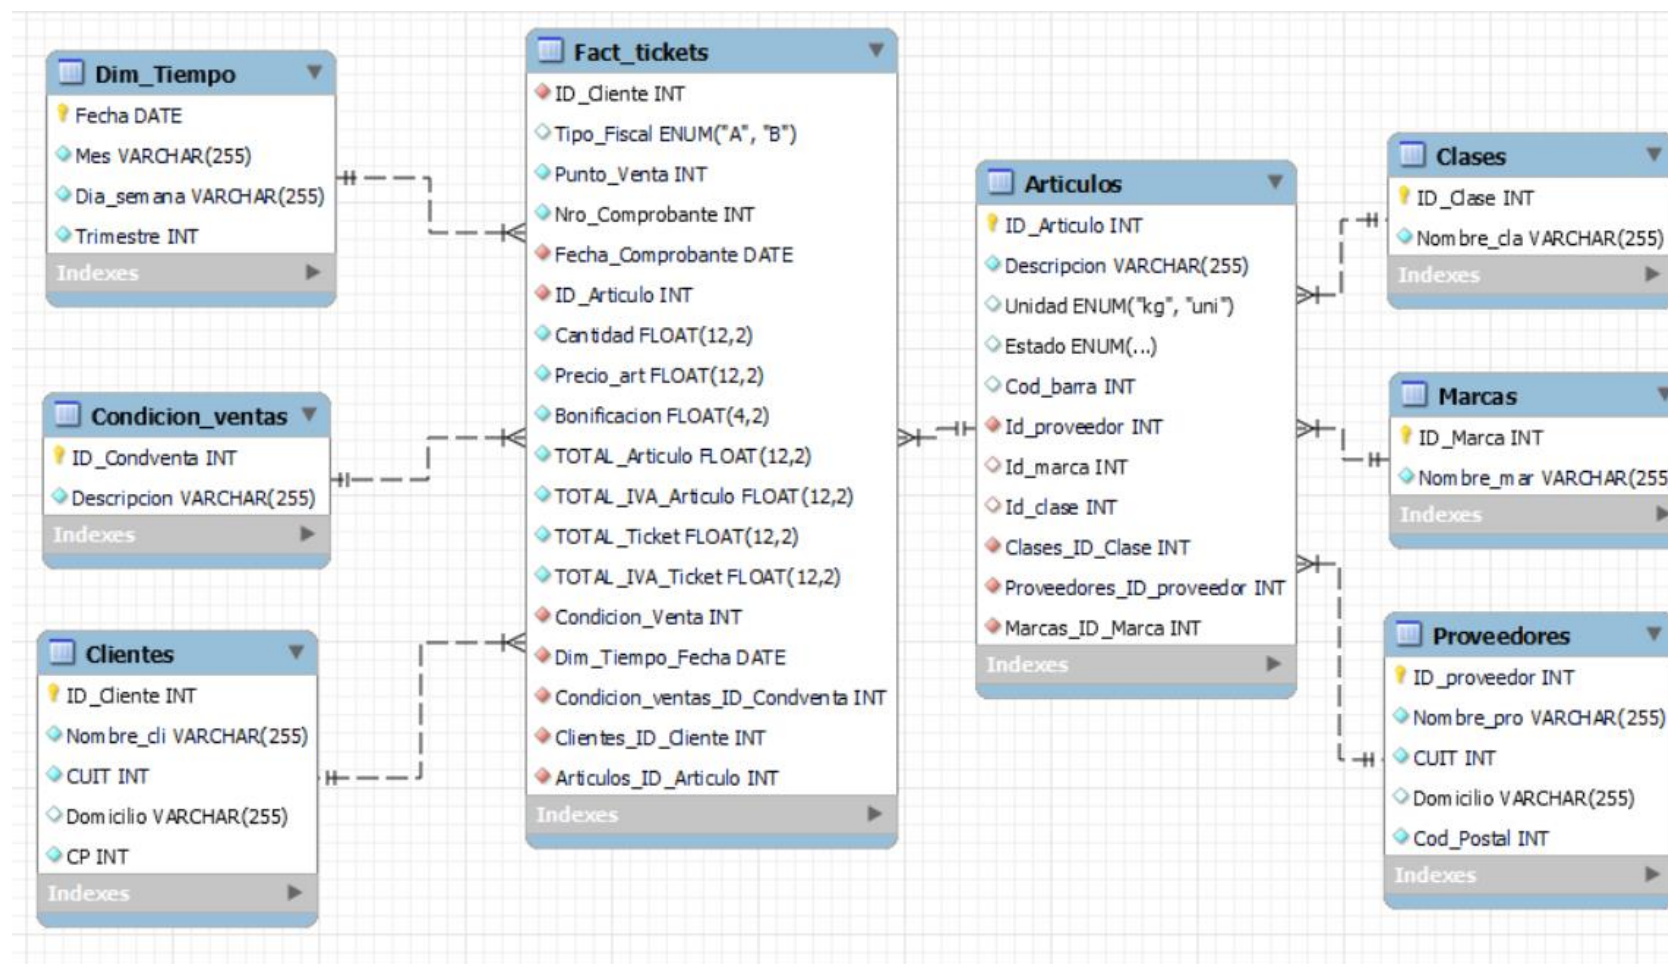 Dim_Tiempo
Fecha DATE
Mes VARCHAR(255)
Dia_semana VARCHAR(255)
Trimestre INT
Indexes
Condicion_ventas
ID_Condventa INT
Descripcion VARCHAR(255)
Indexes
Clientes
ID_Cliente INT
Nombre_cli VARCHAR(255)
CUIT INT
Domicilio VARCHAR(255)
CP INT
Indexes
Fact_tickets
ID_Cliente INT
Tipo_Fiscal ENUM("A", "B")
Punto_Venta INT
Nro_Comprobante INT
Fecha_Comprobante DATE
ID_Articulo INT
Cantidad FLOAT(12,2)
Precio_art FLOAT(12,2)
Bonificacion FLOAT(4,2)
TOTAL_Articulo FLOAT(12,2)
TOTAL_IVA_Articulo FLOAT(12,2)
TOTAL_Ticket FLOAT(12,2)
TOTAL_IVA_Ticket FLOAT(12,2)
Condicion_Venta INT
Dim_Tiempo_Fecha DATE
Condicion_ventas_ID_Condventa INT
Clientes_ID_Cliente INT
Articulos_ID_Articulo INT
Indexes
Articulos
ID_Articulo INT
Descripcion VARCHAR(255)
Unidad ENUM("kg", "uni")
Estado ENUM(...)
Cod_barra INT
Id_proveedor INT
Id_marca INT
Id_clase INT
Clases_ID_Clase INT
Proveedores_ID_proveedor INT
Marcas_ID_Marca INT
Indexes
Clases
ID_Clase INT
Nombre_cla VARCHAR(255)
Indexes
Marcas
ID_Marca INT
Nombre_mar VARCHAR(255
Indexes
Proveedores
ID_proveedor INT
Nombre_pro VARCHAR(255)
CUIT INT
Domicilio VARCHAR(255)
Cod_Postal INT
Indexes